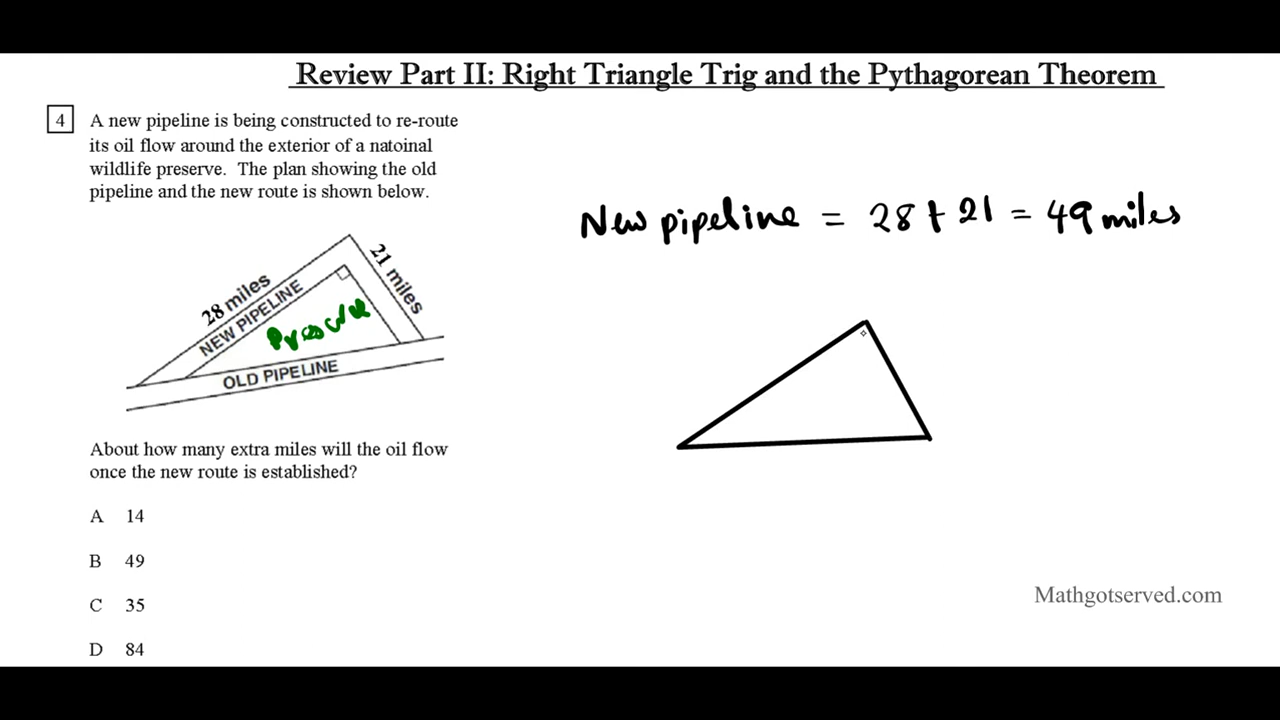 Review Part II: Right Triangle Trig and the Pythagorean Theorem
4 A new pipeline is being constructed to re-route
its oil flow around the exterior of a natoinal
wildlife preserve. The plan showing the old
pipeline and the new route is shown below.
New pipeline = 28 + 21 = 49 miles
28 miles
21 miles
NEW PIPELINE
Preserve
OLD PIPELINE
About how many extra miles will the oil flow
once the new route is established?
A 14
B 49
C 35
D 84
Mathgotserved.com